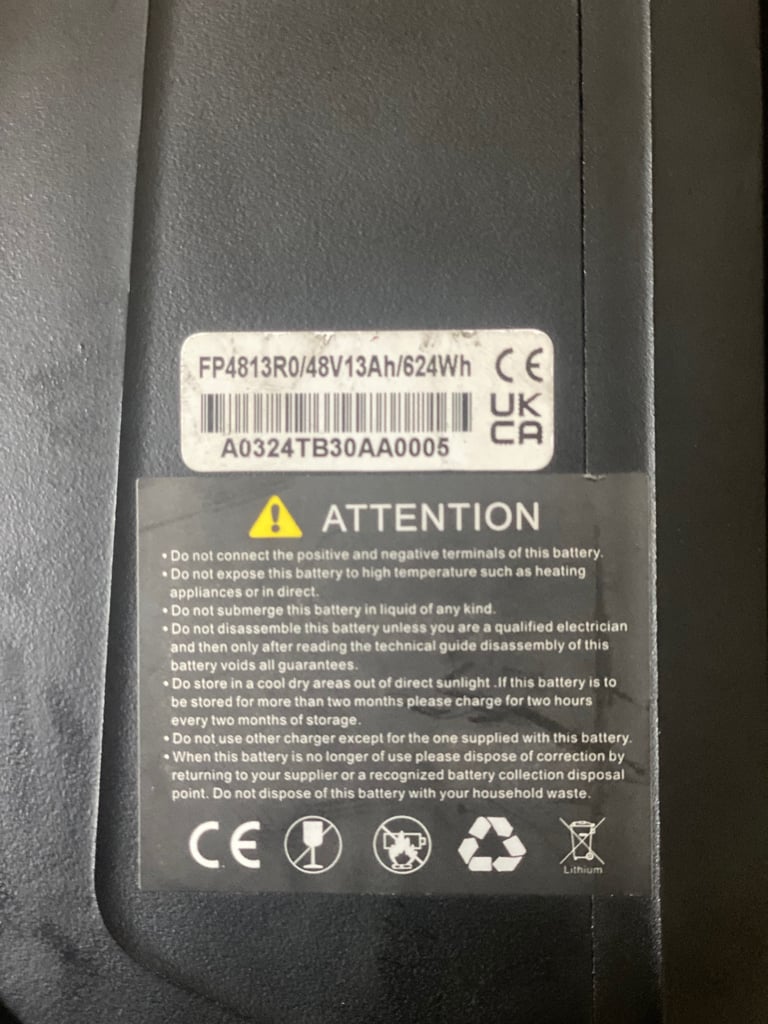 FP4813R0/48V13Ah/624Wh CE
UK
CA
A0324TB30AA0005
ATTENTION
• Do not connect the positive and negative terminals of this battery.
• Do not expose this battery to high temperature such as heating
appliances or in direct.
• Do not submerge this battery in liquid of any kind.
• Do not disassemble this battery unless you are a qualified electrician
and then only after reading the technical guide disassembly of this
battery voids all guarantees.
• Do store in a cool dry areas out of direct sunlight .If this battery is to
be stored for more than two months please charge for two hours
every two months of storage.
• Do not use other charger except for the one supplied with this battery.
• When this battery is no longer of use please dispose of correction by
returning to your supplier or a recognized battery collection disposal
point. Do not dispose of this battery with your household waste.
CE
Lithium